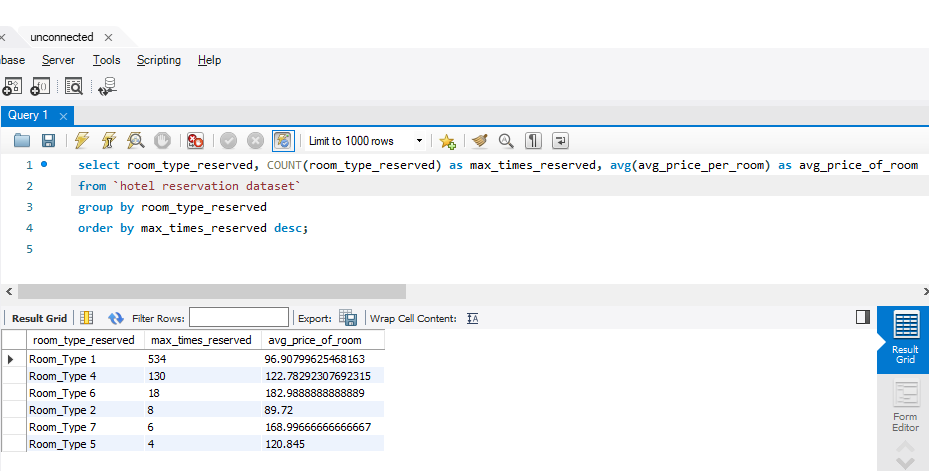 unconnected
base Server Tools Scripting Help
Query 1
Limit to 1000 rows
1 select room_type_reserved, COUNT(room_type_reserved) as max_times_reserved, avg(avg_price_per_room) as avg_price_of_room
2 from `hotel reservation dataset`
3 group by room_type_reserved
4 order by max_times_reserved desc;
5
Result Grid Filter Rows: Export: Wrap Cell Content:
room_type_reserved max_times_reserved avg_price_of_room
Room_Type 1 534 96.90799625468163
Room_Type 4 130 122.78292307692315
Room_Type 6 18 182.9888888888889
Room_Type 2 8 89.72
Room_Type 7 6 168.99666666666667
Room_Type 5 4 120.845
Result
Grid
Form
Editor